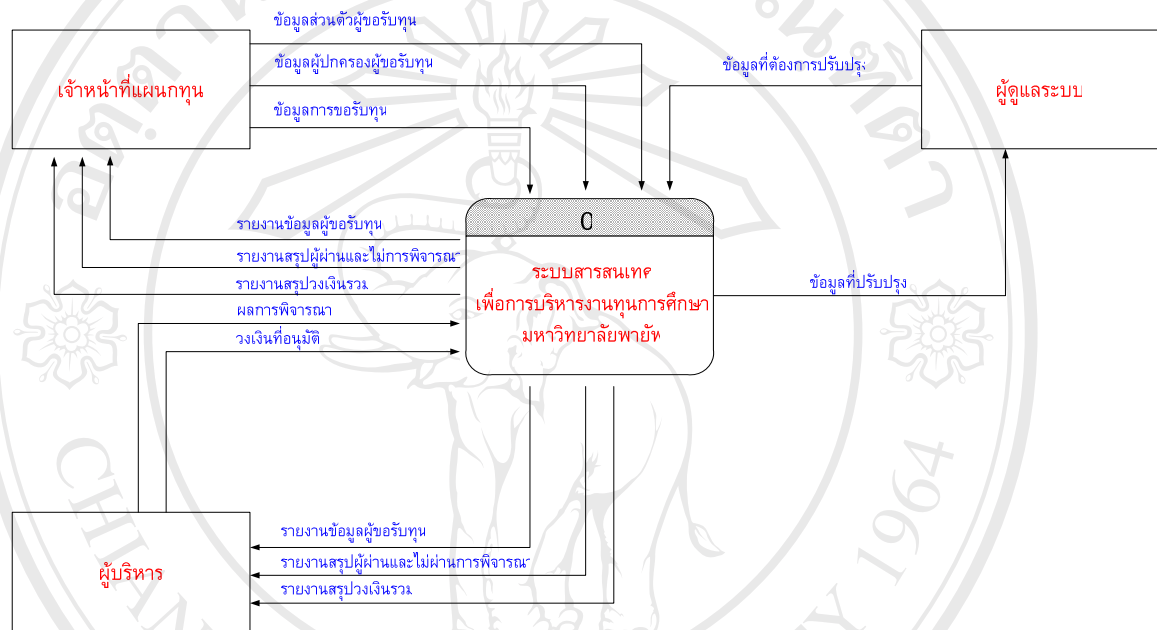 ข้อมูลส่วนตัวผู้ขอรับทุน
ข้อมูลผู้ปกครองผู้ขอรับทุน
ข้อมูลการขอรับทุน
เจ้าหน้าที่แผนกทุน
ข้อมูลที่ต้องการปรับปรุง
ผู้ดูแลระบบ
รายงานข้อมูลผู้ขอรับทุน
รายงานสรุปผู้ผ่านและไม่การพิจารณา
รายงานสรุปวงเงินรวม
ผลการพิจารณา
วงเงินที่อนุมัติ
0
ระบบสารสนเทศ
เพื่อการบริหารงานทุนการศึกษา
มหาวิทยาลัยพายัพ
ข้อมูลที่ปรับปรุง
ผู้บริหาร
รายงานข้อมูลผู้ขอรับทุน
รายงานสรุปผู้ผ่านและไม่ผ่านการพิจารณา
รายงานสรุปวงเงินรวม
1964